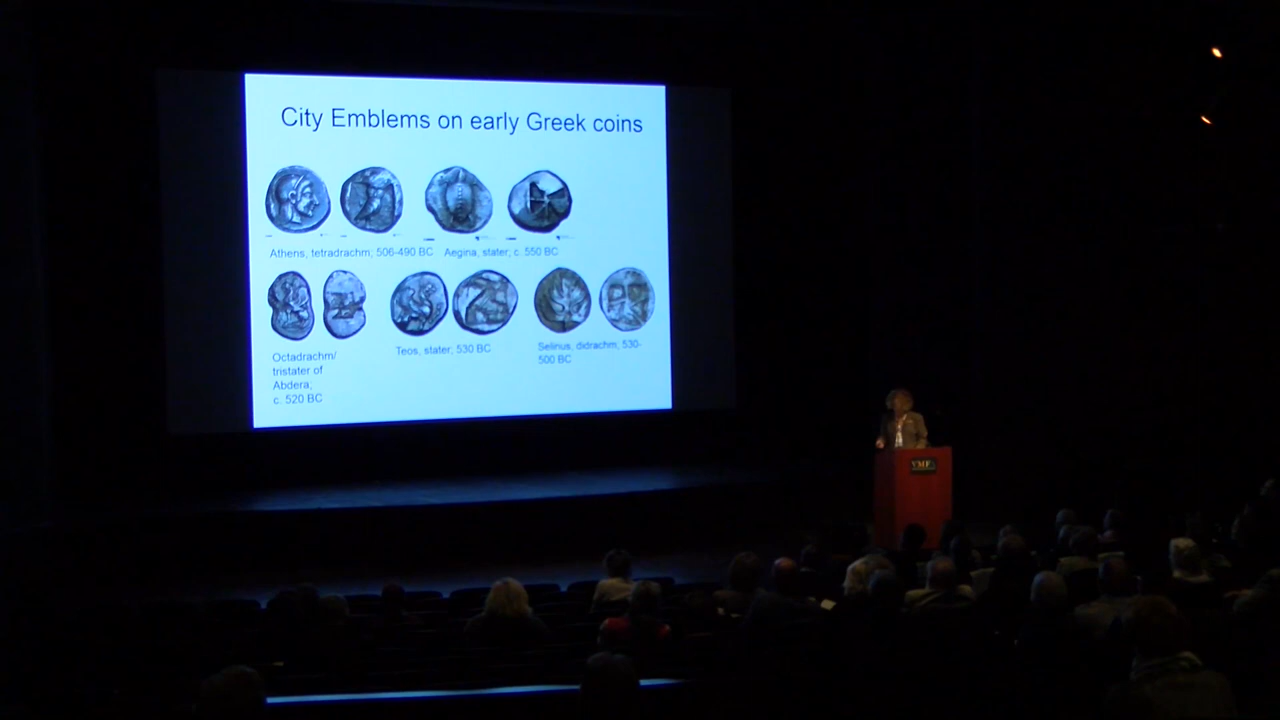 City Emblems on early Greek coins
Athens, tetradrachm; 506-490 BC
Aegina, stater; c. 550 BC
Octadrachm/
tristater of
Abdera;
c. 520 BC
Teos, stater; 530 BC
Selinus, didrachm; 530-
500 BC
VMFA